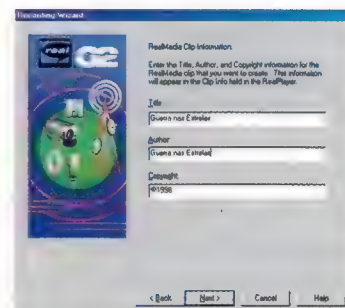 Recording Wizard
real G2
RealMedia Clip Information
Enter the Title, Author, and Copyright information for the
RealMedia clip that you want to create. This information
will appear in the Clip Info field in the RealPlayer.
Title
Guerra nas Estrelas
Author
Guerra nas Estrelas
Copyright
©1998
< Back
Next >
Cancel
Help